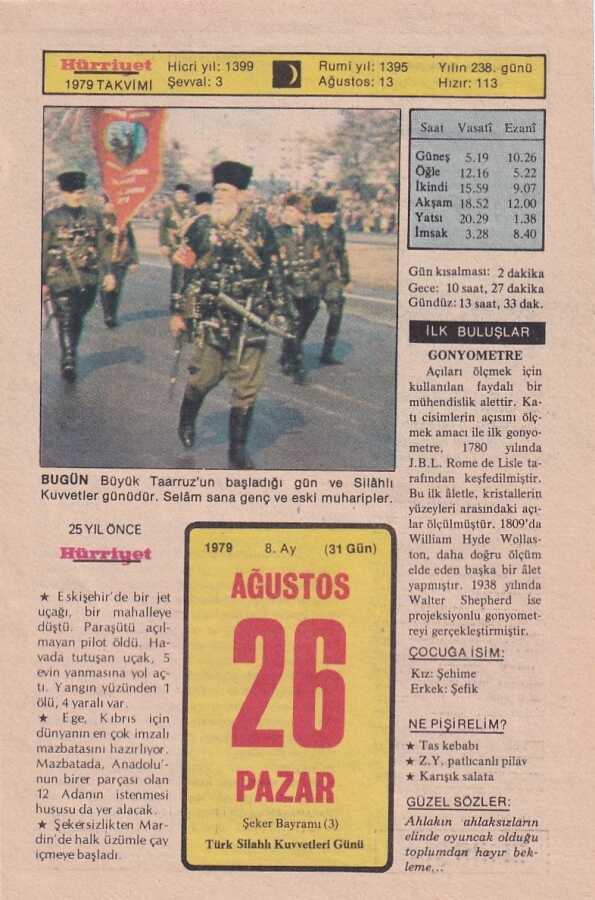 Hürriyet
1979 TAKVİMİ
Hicri yıl: 1399
Şevval: 3
Rumi yıl: 1395
Ağustos: 13
Yılın 238. günü
Hızır: 113
Saat Vasatî Ezanî
Güneş 5.19 10.26
Öğle 12.16 5.22
İkindi 15.59 9.07
Akşam 18.52 12.00
Yatsı 20.29 1.38
İmsak 3.28 8.40
Gün kısalması: 2 dakika
Gece: 10 saat, 27 dakika
Gündüz: 13 saat, 33 dak.
İLK BULUŞLAR
GONYOMETRE
Açıları ölçmek için
kullanılan faydalı bir
mühendislik alettir. Ka-
tı cisimlerin açısını ölç-
mek amacı ile ilk gonyo-
metre, 1780 yılında
J.B.L. Rome de Lisle ta-
rafından keşfedilmiştir.
Bu ilk âletle, kristallerin
yüzeyleri arasındaki açı-
lar ölçülmüştür. 1809'da
William Hyde Wollas-
ton, daha doğru ölçüm
elde eden başka bir âlet
yapmıştır. 1938 yılında
Walter Shepherd ise
projeksiyonlu gonyomet-
reyi gerçekleştirmiştir.
ÇOCUĞA İSİM:
Kız: Şehime
Erkek: Şefik
NE PİŞİRELİM?
★ Tas kebabı
★ Z.Y. patlıcanlı pilâv
★ Karışık salata
GÜZEL SÖZLER:
Ahlakın ahlaksızların
elinde oyuncak olduğu
toplumdan hayır bek-
leme...
BUGÜN Büyük Taarruz'un başladığı gün ve Silâhlı
Kuvvetler günüdür. Selâm sana genç ve eski muharipler.
25 YIL ÖNCE
Hürriyet
★ Eskişehir'de bir jet
uçağı, bir mahalleye
düştü. Paraşütü açıl-
mayan pilot öldü. Ha-
vada tutuşan uçak, 5
evin yanmasına yol aç-
tı. Yangın yüzünden 1
ölü, 4 yaralı var.
★ Ege, Kıbrıs için
dünyanın en çok imzalı
mazbatasını hazırlıyor.
Mazbatada, Anadolu'-
nun birer parçası olan
12 Adanın istenmesi
hususu da yer alacak.
★ Şekersizlikten Mar-
din'de halk üzümle çay
içmeye başladı.
1979 8. Ay (31 Gün)
AĞUSTOS
26
PAZAR
Şeker Bayramı (3)
Türk Silahlı Kuvvetleri Günü